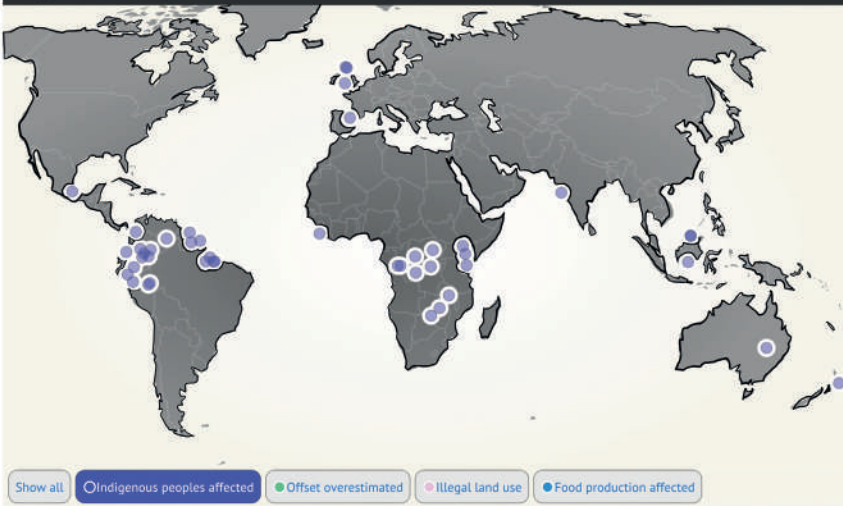 Show all
Indigenous peoples affected
Offset overestimated
Illegal land use
Food production affected